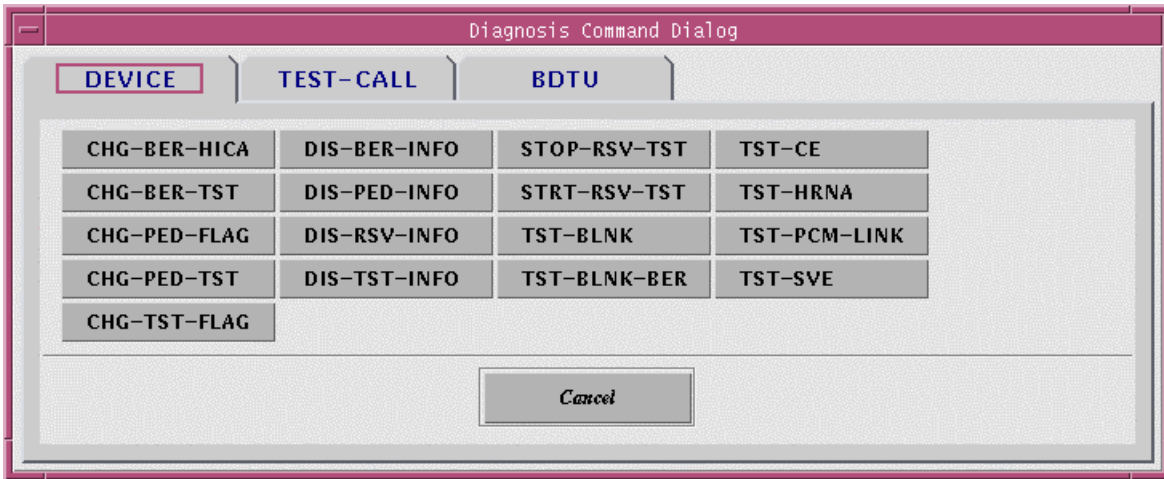 Diagnosis Command Dialog
DEVICE TEST-CALL BDTU
CHG-BER-HICA DIS-BER-INFO STOP-RSV-TST TST-CE
CHG-BER-TST DIS-PED-INFO STRT-RSV-TST TST-HRNA
CHG-PED-FLAG DIS-RSV-INFO TST-BLNK TST-PCM-LINK
CHG-PED-TST DIS-TST-INFO TST-BLNK-BER TST-SVE
CHG-TST-FLAG
Cancel